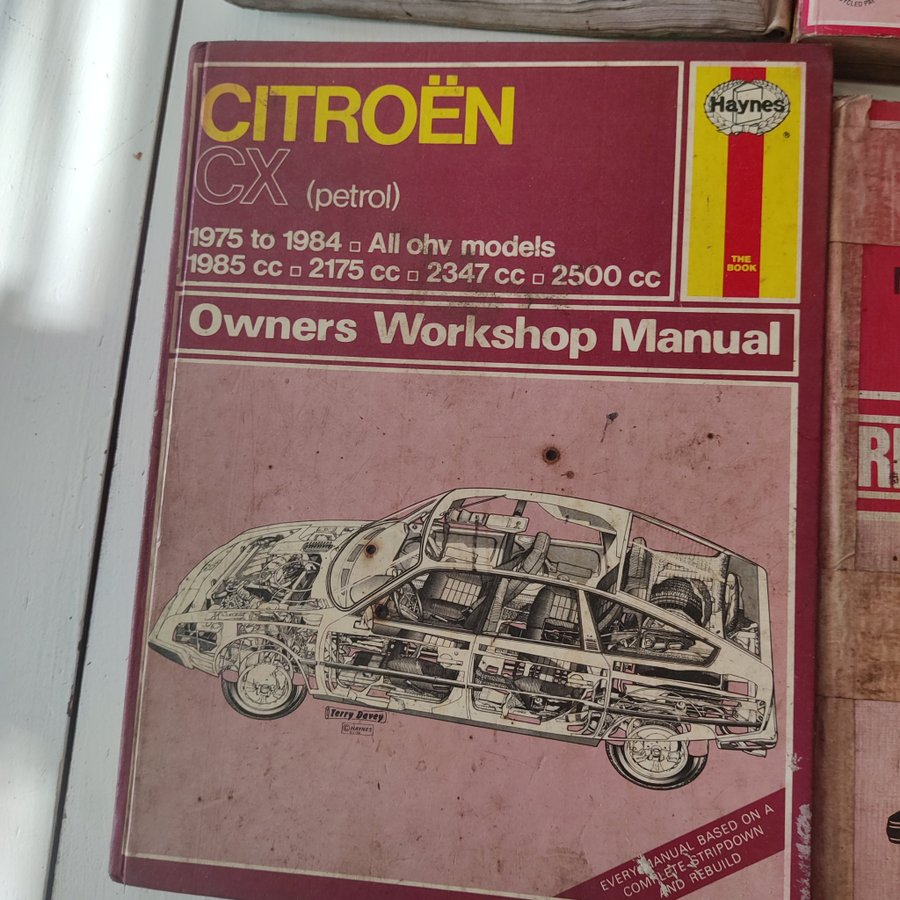 CITROËN
CX (petrol)
1975 to 1984 □ All ohv models
1985 cc □ 2175 cc □ 2347 cc □ 2500 cc
Haynes
®
THE
BOOK
Owners Workshop Manual
Terry Davey
© HAYNES
EVERY MANUAL BASED ON A
COMPLETE STRIPDOWN
AND REBUILD